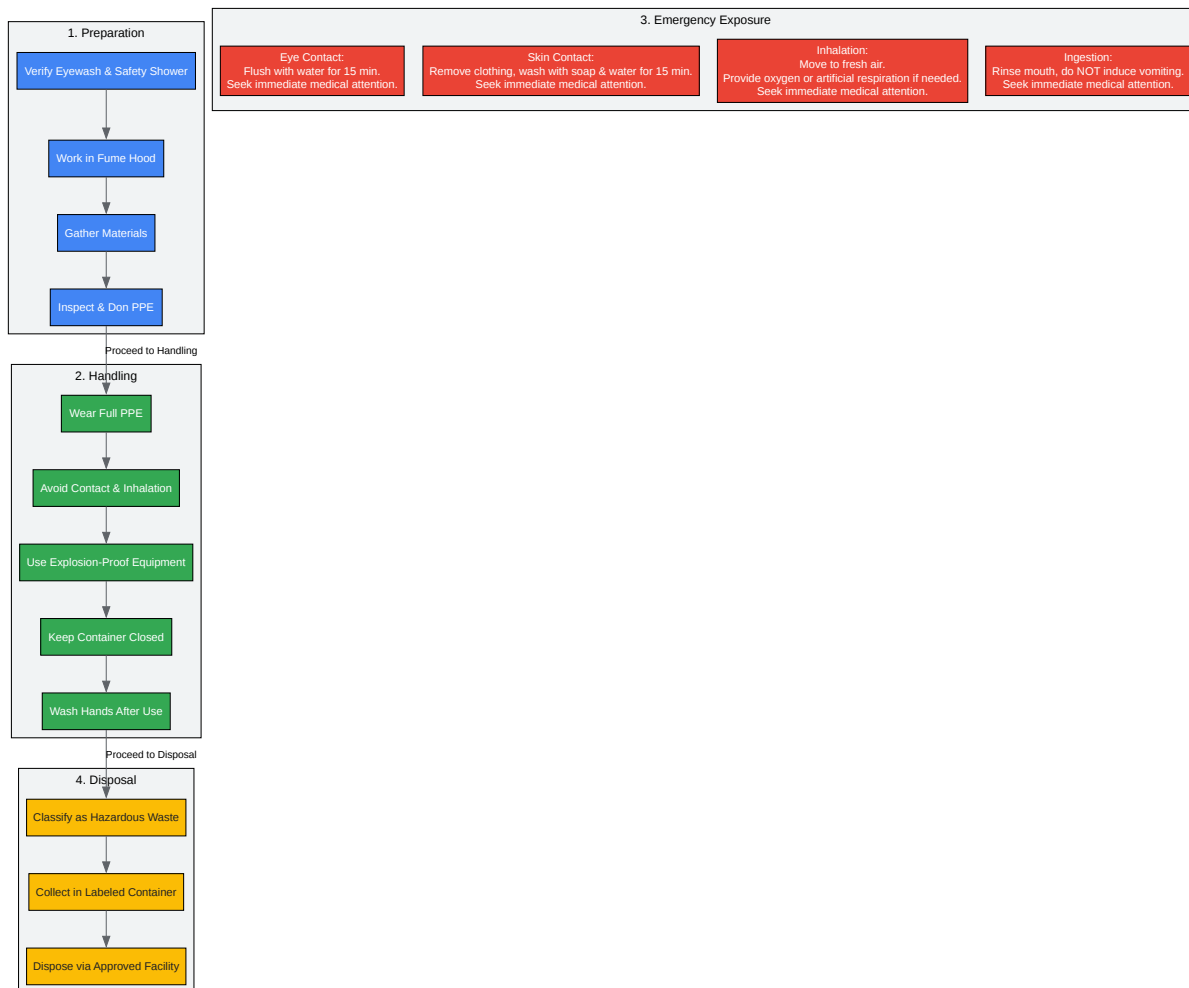 1. Preparation
Verify Eyewash & Safety Shower
Work in Fume Hood
Gather Materials
Inspect & Don PPE
Proceed to Handling
2. Handling
Wear Full PPE
Avoid Contact & Inhalation
Use Explosion-Proof Equipment
Keep Container Closed
Wash Hands After Use
Proceed to Disposal
3. Emergency Exposure
Eye Contact:
Flush with water for 15 min.
Seek immediate medical attention.
Skin Contact:
Remove clothing, wash with soap & water for 15 min.
Seek immediate medical attention.
Inhalation:
Move to fresh air.
Provide oxygen or artificial respiration if needed.
Seek immediate medical attention.
Ingestion:
Rinse mouth, do NOT induce vomiting.
Seek immediate medical attention.
4. Disposal
Classify as Hazardous Waste
Collect in Labeled Container
Dispose via Approved Facility